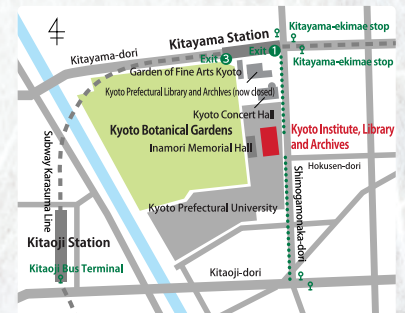 Kitayama-ekimae stop
Kitayama Station
Kitayama-dori
Exit 3
Exit 1
Kitayama-ekimae stop
Garden of Fine Arts Kyoto
Kyoto Prefectural Library and Archives (now closed)
Kyoto Concert Hall
Kyoto Botanical Gardens
Kyoto Institute, Library
and Archives
Inamori Memorial Hall
Hokusen-dori
Subway Karasuma Line
Shimogamonaka-dori
Kyoto Prefectural University
Kitaoji Station
Kitaoji Bus Terminal
Kitaoji-dori